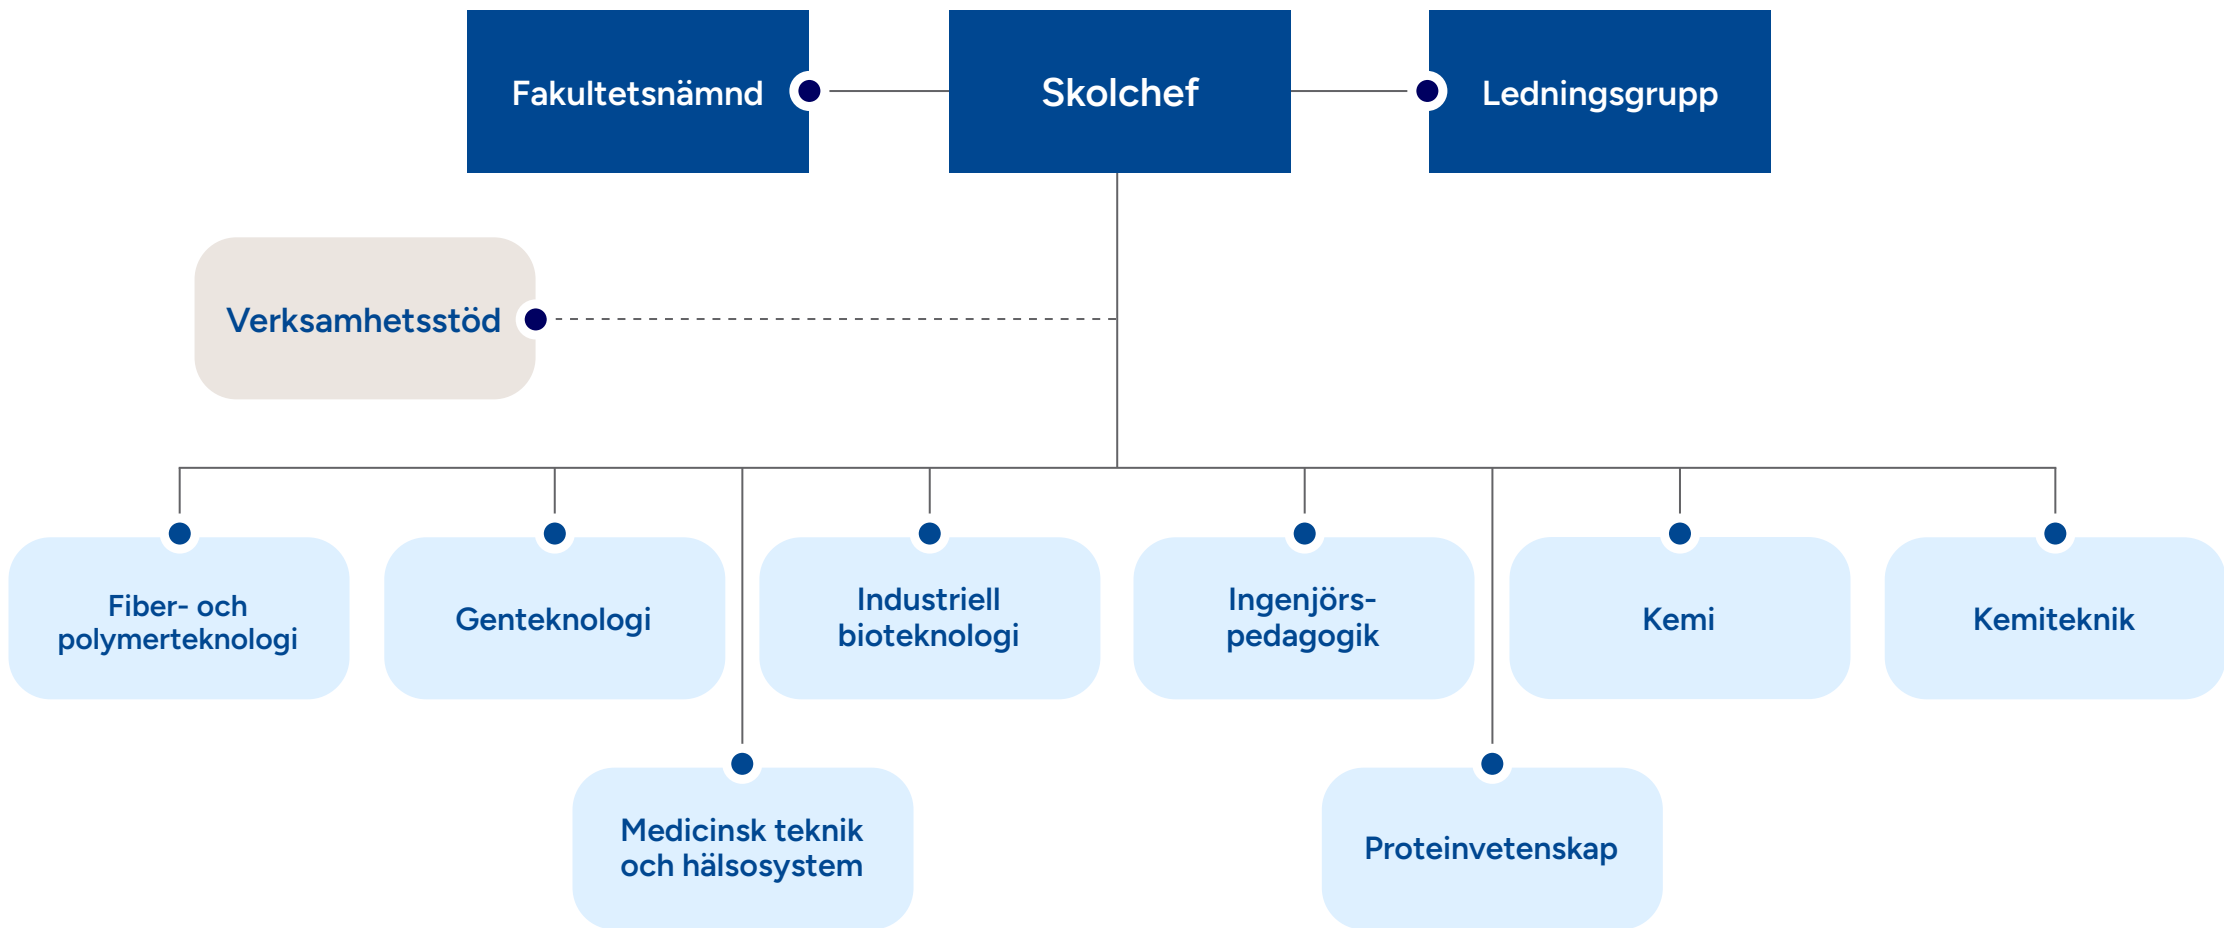 Fakultetsnämnd
Skolchef
Ledningsgrupp
Verksamhetsstöd
Fiber- och
polymerteknologi
Genteknologi
Industriell
bioteknologi
Ingenjörs-
pedagogik
Kemi
Kemiteknik
Medicinsk teknik
och hälsosystem
Proteinvetenskap